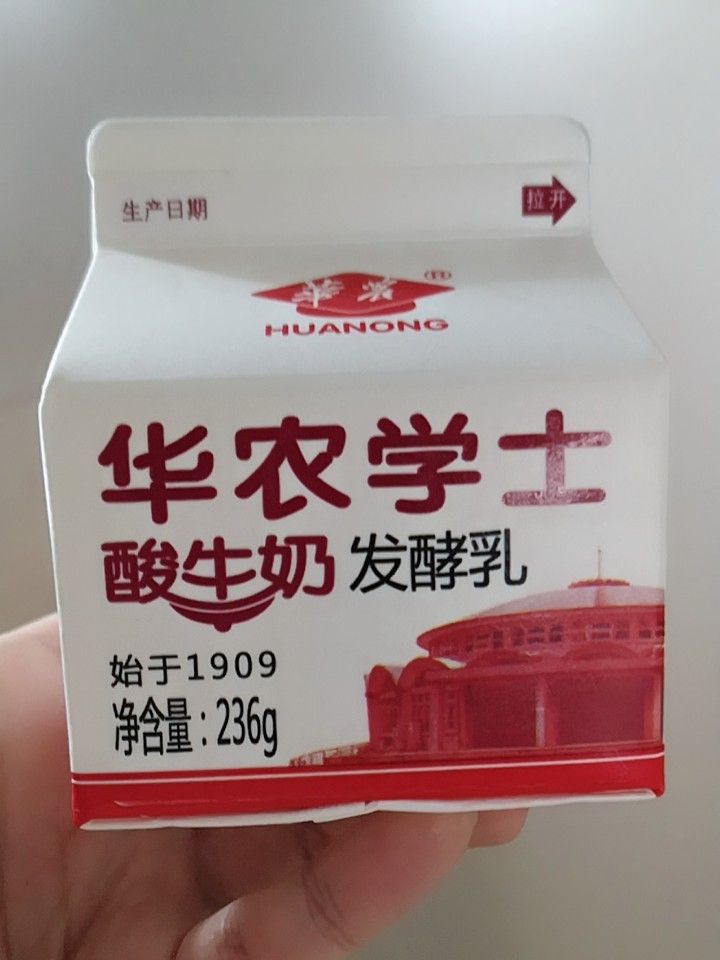 生产日期
拉开
华农®
HUANONG
华农学士
酸牛奶 发酵乳
始于1909
净含量:236g